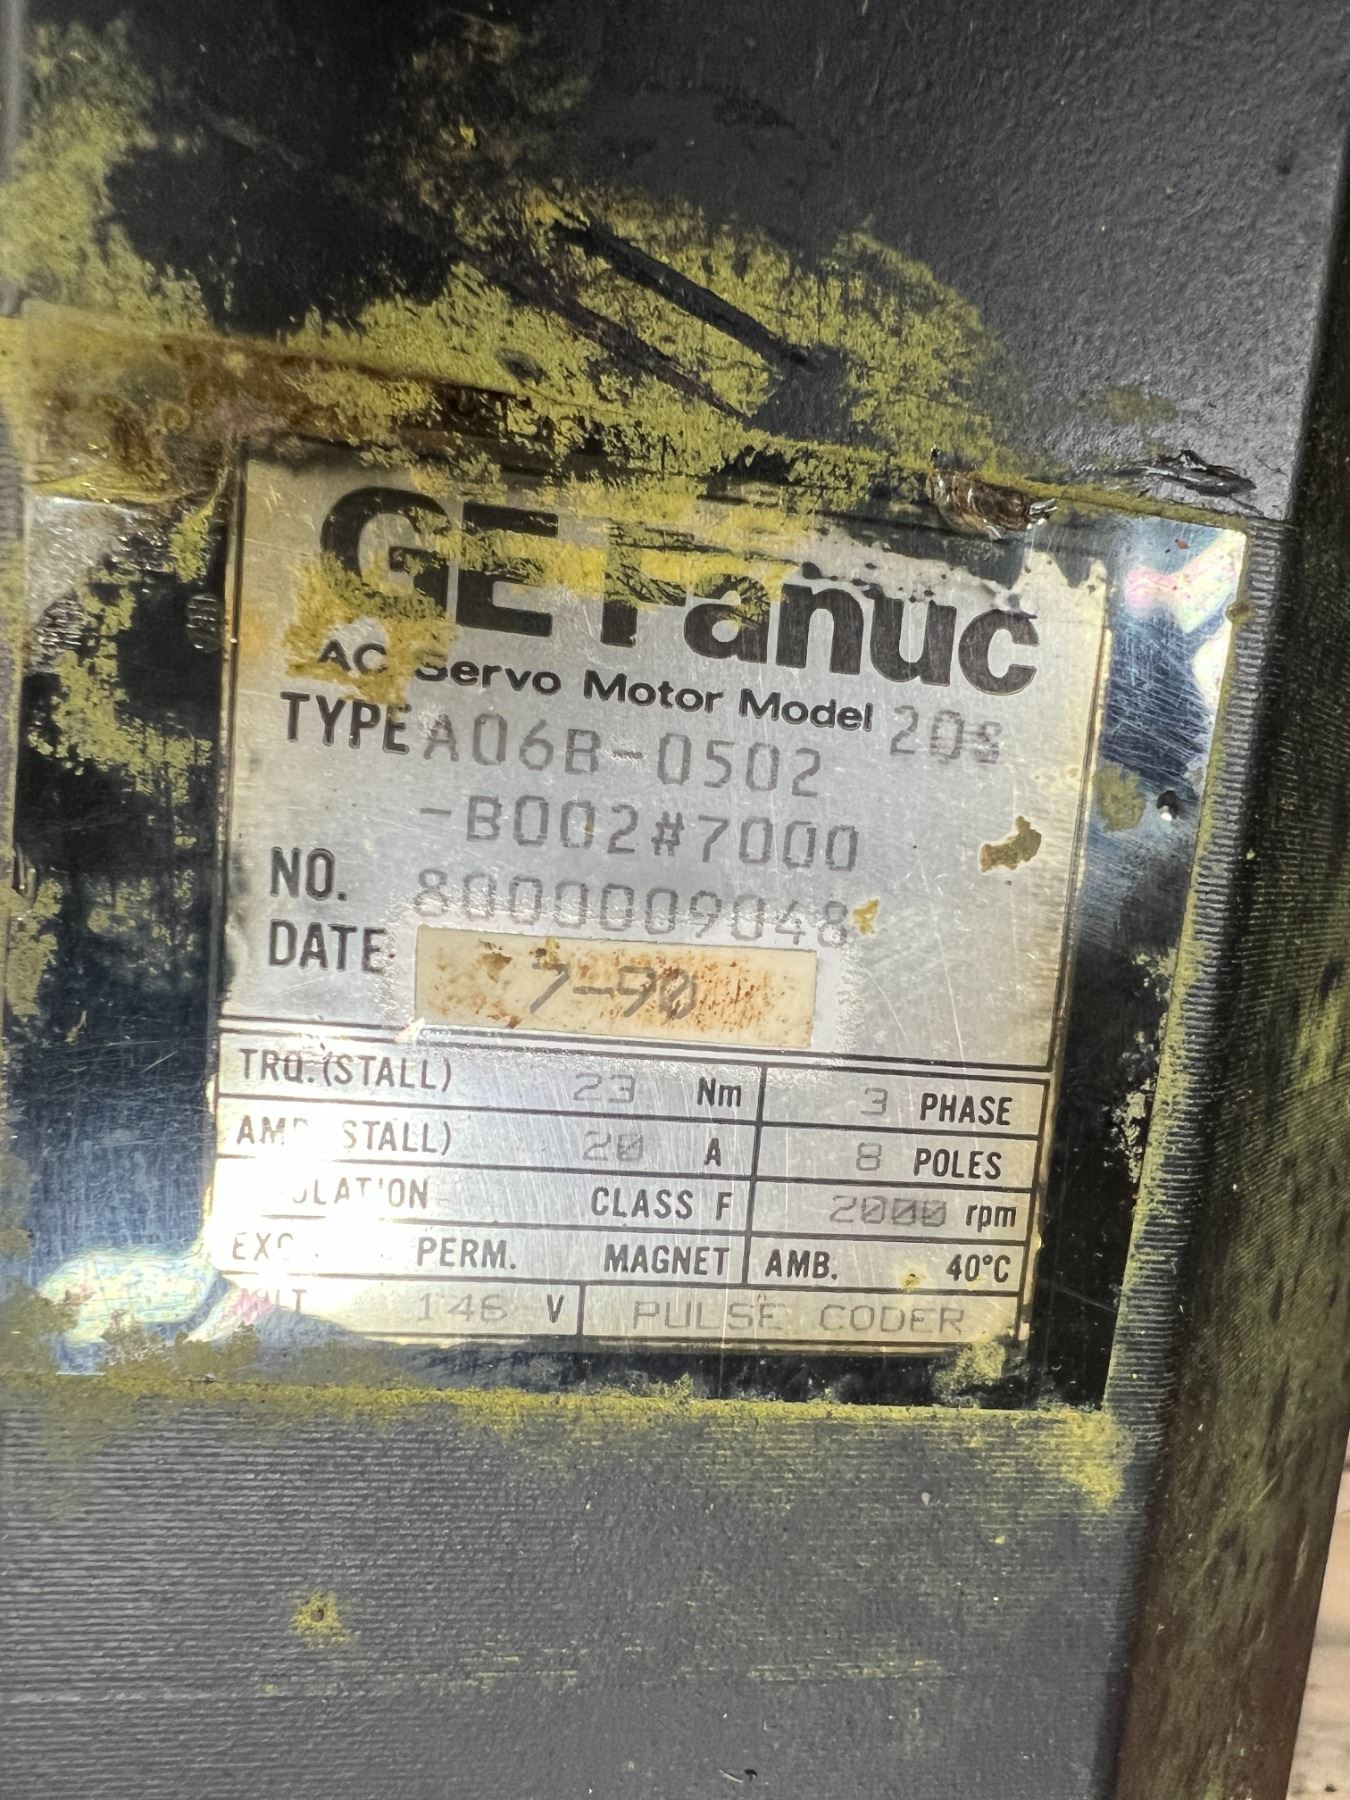 GE Fanuc
AC Servo Motor Model 20S
TYPE A06B-0502
-B002#7000
NO. 8000009048
DATE 7-90
TRQ. (STALL) 23 Nm 3 PHASE
(STALL) 20 A 8 POLES
CLASS F 2000 rpm
PERM. MAGNET AMB. 40°C
146 V PULSE CODER